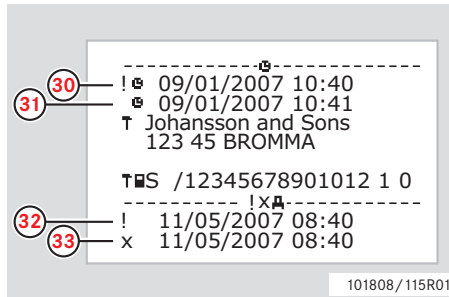 30 ! 09/01/2007 10:40
31 09/01/2007 10:41
Johansson and Sons
123 45 BROMMA
S /12345678901012 1 0
---------- !x------------
32 ! 11/05/2007 08:40
33 x 11/05/2007 08:40
101808/115R01